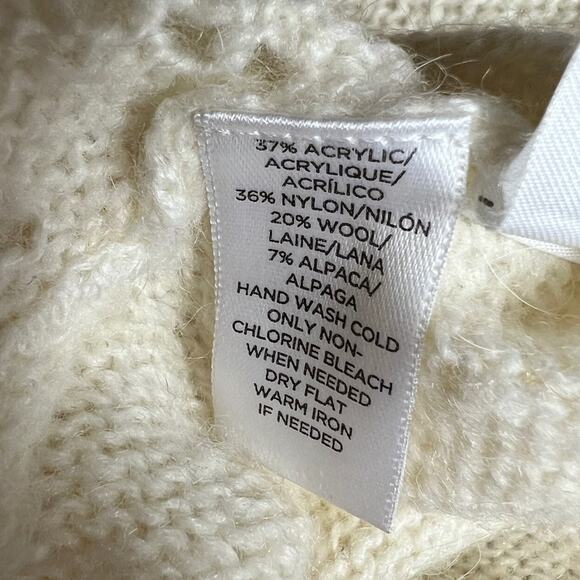 37% ACRYLIC/
ACRYLIQUE/
ACRÍLICO
36% NYLON/NILÓN
20% WOOL/
LAINE/LANA
7% ALPACA/
ALPAGA
HAND WASH COLD
ONLY NON-
CHLORINE BLEACH
WHEN NEEDED
DRY FLAT
WARM IRON
IF NEEDED